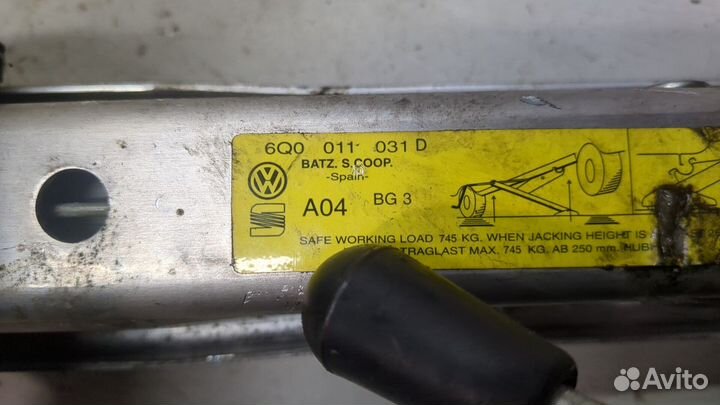 6Q0 011 031 D
BATZ. S.COOP.
-Spain-
A04 BG 3
SAFE WORKING LOAD 745 KG. WHEN JACKING HEIGHT IS
TRAGLAST MAX. 745 KG. AB 250 mm. HUBH
Avito